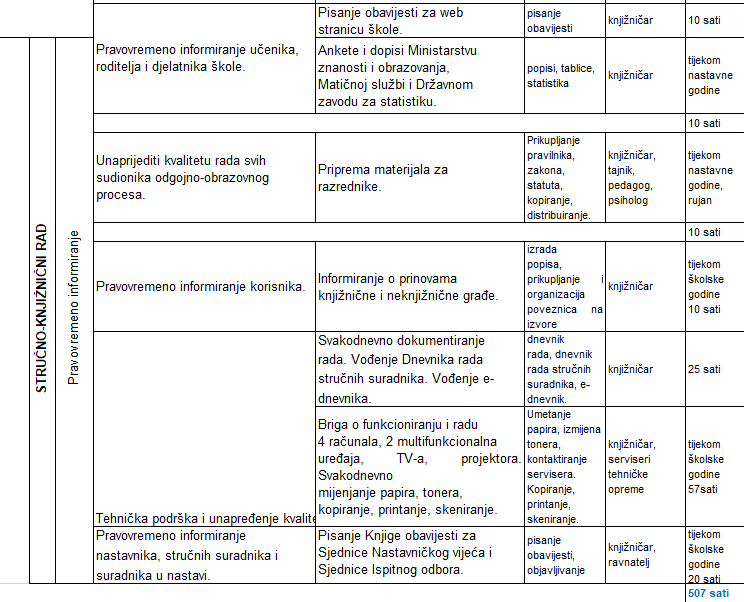 Pisanje obavijesti za web
stranicu škole.
pisanje
obavijesti
knjižničar
10 sati
Pravovremeno informiranje učenika,
roditelja i djelatnika škole.
Ankete i dopisi Ministarstvu
znanosti i obrazovanja,
Matičnoj službi i Državnom
zavodu za statistiku.
popisi, tablice,
statistika
knjižničar
tijekom
nastavne
godine
10 sati
Unaprijediti kvalitetu rada svih
sudionika odgojno-obrazovnog
procesa.
Priprema materijala za
razrednike.
Prikupljanje
pravilnika,
zakona,
statuta,
kopiranje,
distribuiranje.
knjižničar,
tajnik,
pedagog,
psiholog
tijekom
nastavne
godine,
rujan
10 sati
STRUČNO-KNJIŽNIČNI RAD
Pravovremeno informiranje
Pravovremeno informiranje korisnika.
Informiranje o prinovama
knjižnične i neknjižnične građe.
izrada
popisa,
prikupljanje i
organizacija
poveznica na
izvore
knjižničar
tijekom
školske
godine
10 sati
Svakodnevno dokumentiranje
rada. Vođenje Dnevnika rada
stručnih suradnika. Vođenje e-
dnevnika.
dnevnik
rada, dnevnik
rada stručnih
suradnika, e-
dnevnik.
knjižničar
25 sati
Tehnička podrška i unapređenje kvalite
Briga o funkcioniranju i radu
4 računala, 2 multifunkcionalna
uređaja, TV-a, projektora.
Svakodnevno
mijenjanje papira, tonera,
kopiranje, printanje, skeniranje.
Umetanje
papira, izmijena
tonera,
kontaktiranje
servisera.
Kopiranje,
printanje,
skeniranje.
knjižničar,
serviseri
tehničke
opreme
tijekom
školske
godine
57sati
Pravovremeno informiranje
nastavnika, stručnih suradnika i
suradnika u nastavi.
Pisanje Knjige obavijesti za
Sjednice Nastavničkog vijeća i
Sjednice Ispitnog odbora.
pisanje
obavijesti,
objavljivanje
knjižničar,
ravnatelj
tijekom
školske
godine
20 sati
507 sati